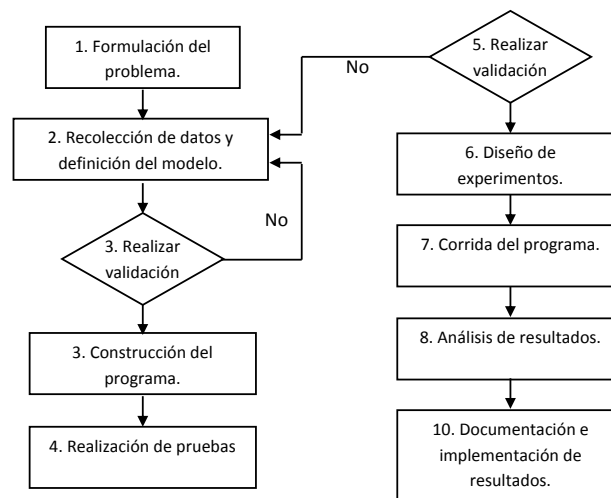 1. Formulación del
problema.
2. Recolección de datos y
definición del modelo.
No
3. Realizar
validación
3. Construcción del
programa.
4. Realización de pruebas
No
5. Realizar
validación
6. Diseño de
experimentos.
7. Corrida del programa.
8. Análisis de resultados.
10. Documentación e
implementación de
resultados.